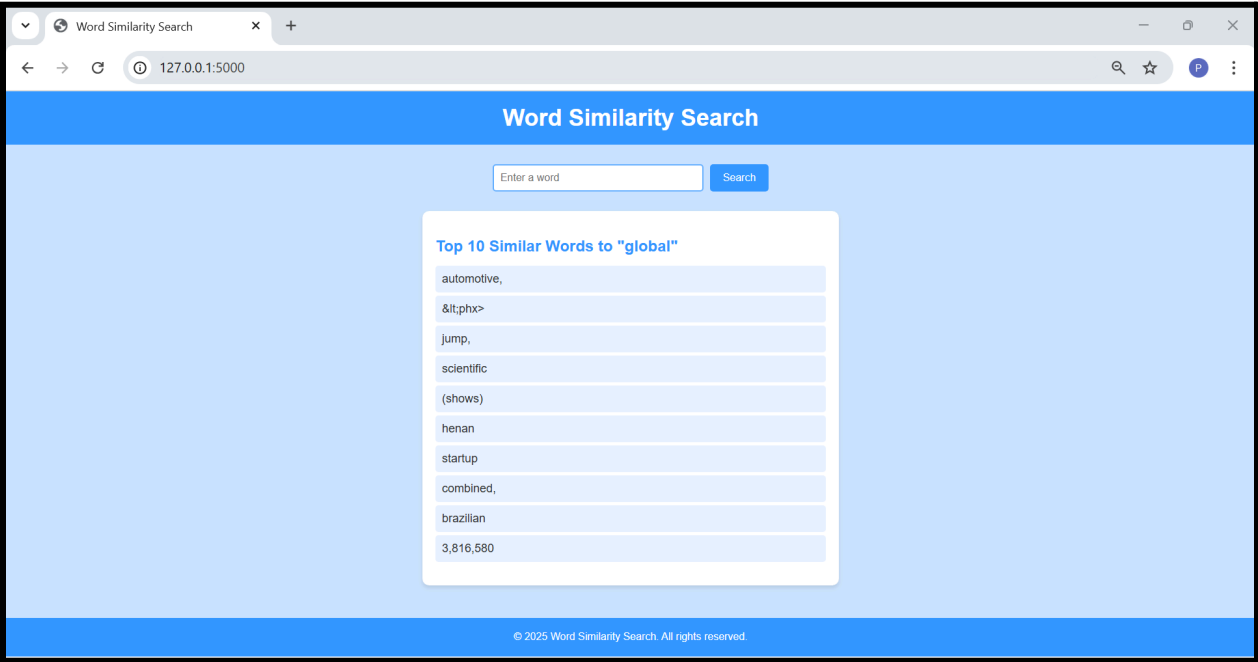 Word Similarity Search
127.0.0.1:5000
P
Word Similarity Search
Enter a word
Search
Top 10 Similar Words to "global"
automotive,
&lt;phx>
jump,
scientific
(shows)
henan
startup
combined,
brazilian
3,816,580
© 2025 Word Similarity Search. All rights reserved.